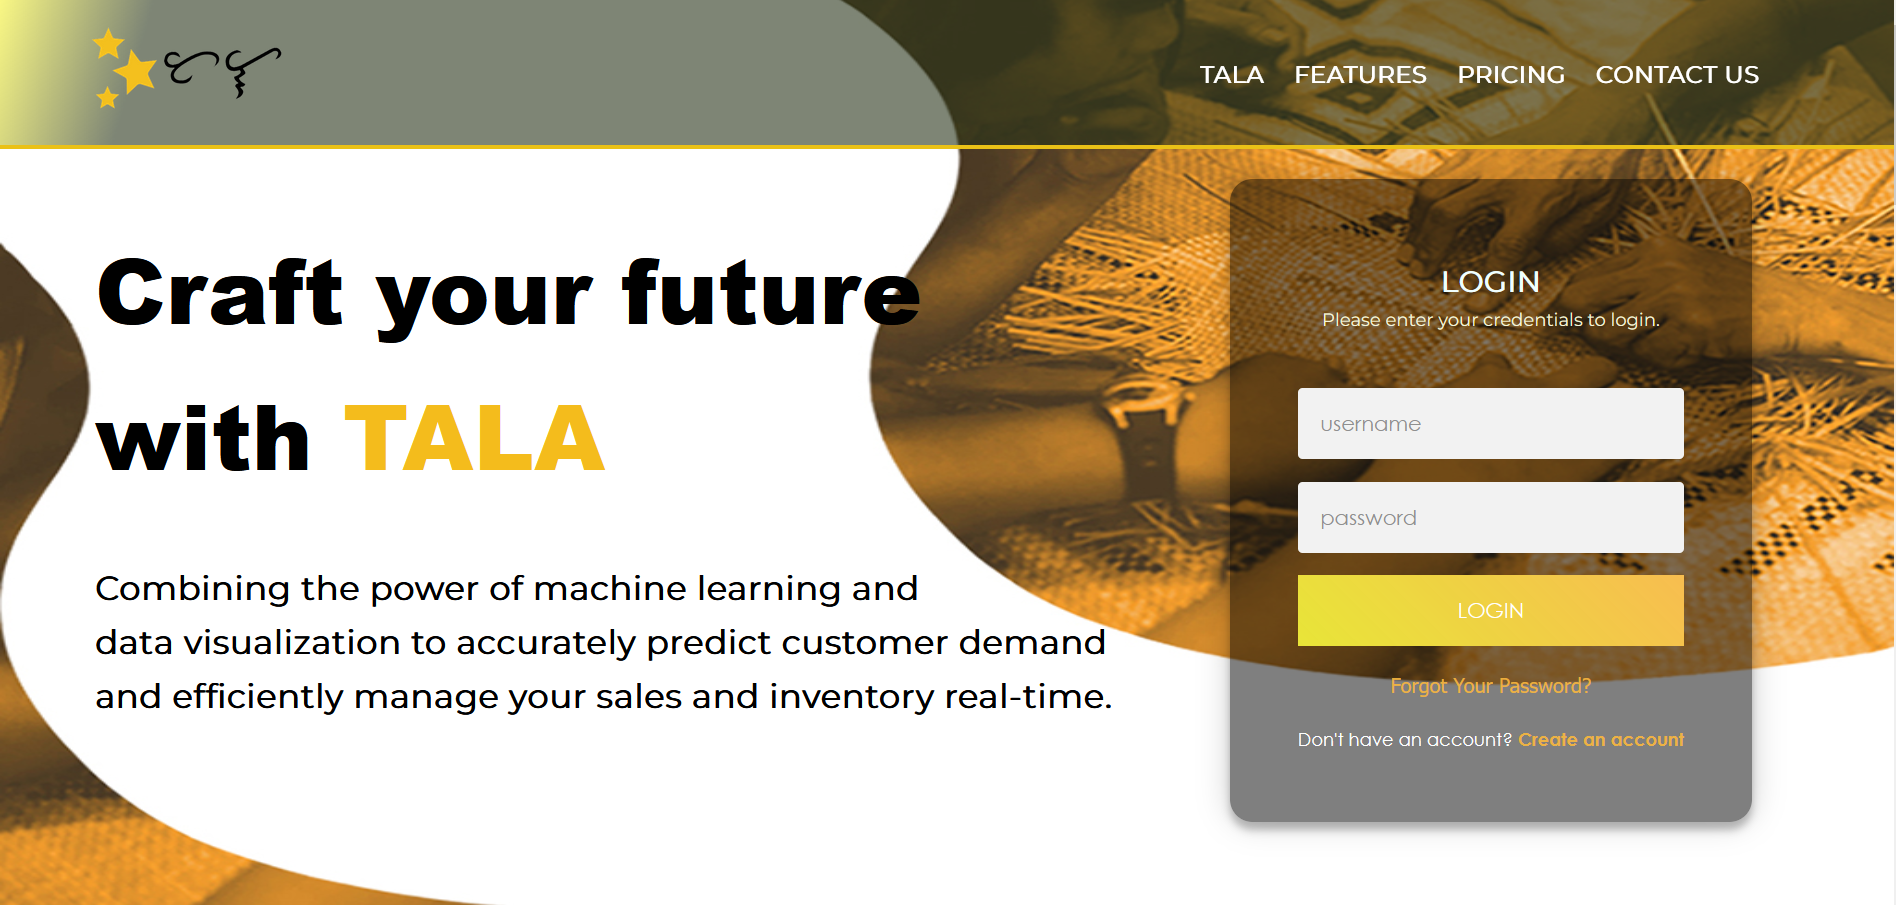 ᜆᜎ
TALA FEATURES PRICING CONTACT US
Craft your future
with TALA
Combining the power of machine learning and
data visualization to accurately predict customer demand
and efficiently manage your sales and inventory real-time.
LOGIN
Please enter your credentials to login.
username
password
LOGIN
Forgot Your Password?
Don't have an account? Create an account